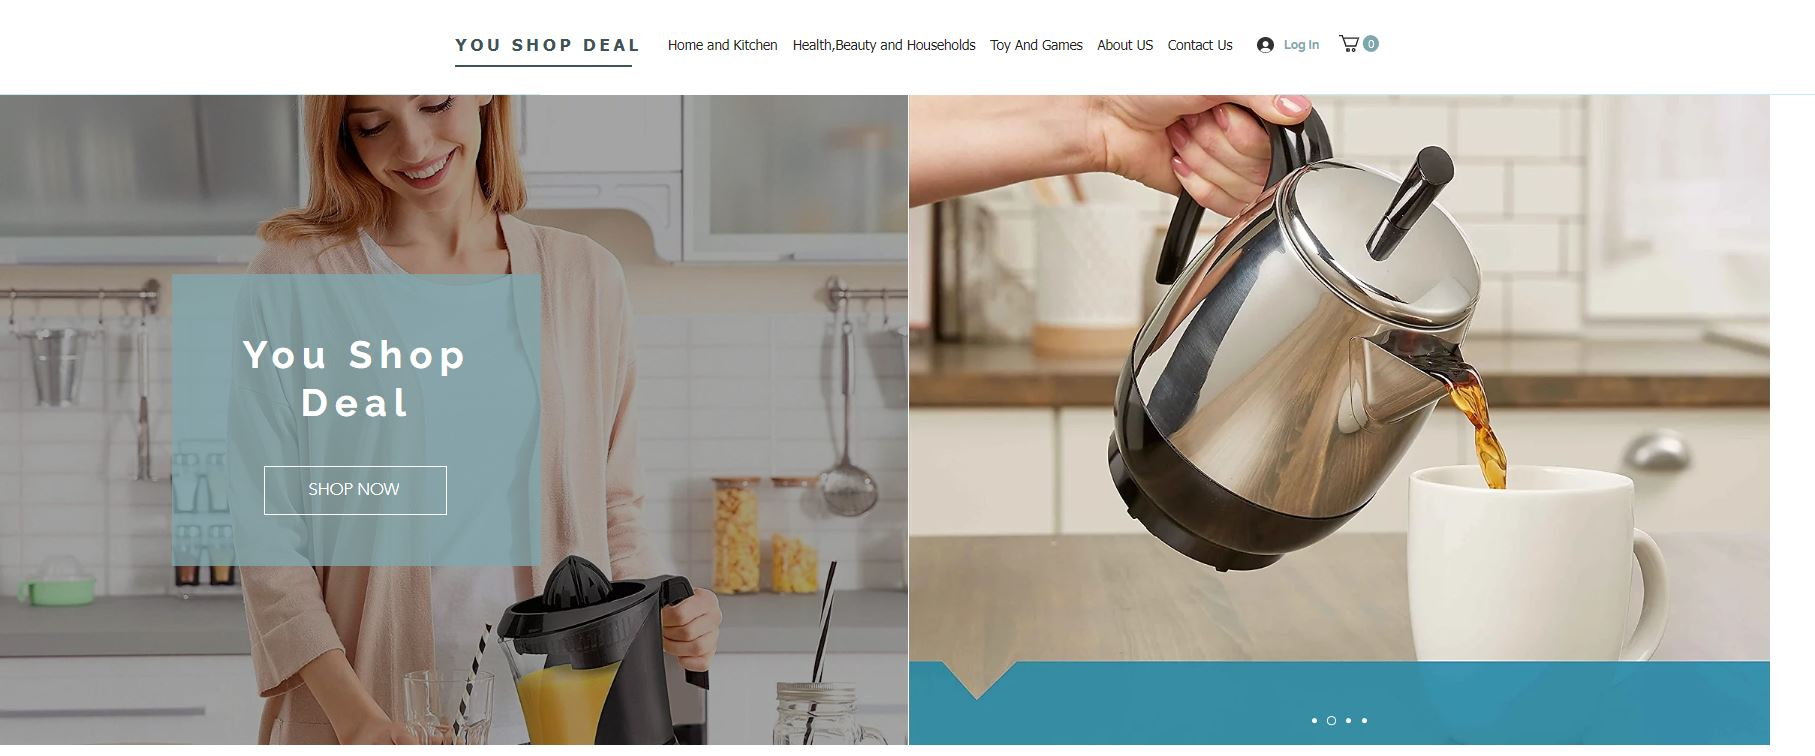 YOU SHOP DEAL
Home and Kitchen
Health,Beauty and Households
Toy And Games
About US
Contact Us
Log In
0
You Shop
Deal
SHOP NOW